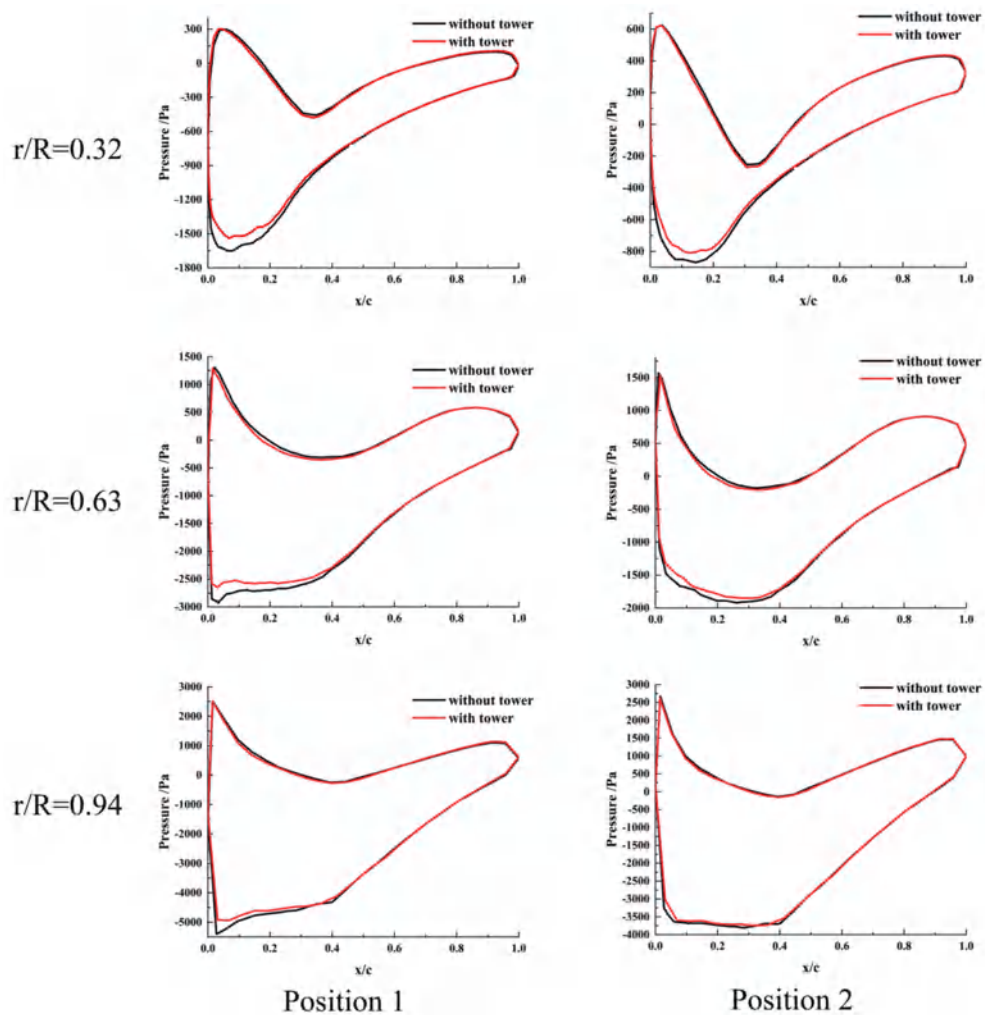 r/R=0.32
Pressure /Pa
300
0
-300
-600
-900
-1200
-1500
-1800
without tower
with tower
0.0 0.2 0.4 0.6 0.8 1.0
x/c
Pressure /Pa
600
400
200
0
-200
-400
-600
-800
without tower
with tower
0.0 0.2 0.4 0.6 0.8 1.0
x/c
r/R=0.63
Pressure /Pa
1500
1000
500
0
-500
-1000
-1500
-2000
-2500
-3000
without tower
with tower
0.0 0.2 0.4 0.6 0.8 1.0
x/c
Pressure /Pa
1500
1000
500
0
-500
-1000
-1500
-2000
without tower
with tower
0.0 0.2 0.4 0.6 0.8 1.0
x/c
r/R=0.94
Pressure /Pa
3000
2000
1000
0
-1000
-2000
-3000
-4000
-5000
without tower
with tower
0.0 0.2 0.4 0.6 0.8 1.0
x/c
Pressure /Pa
3000
2500
2000
1500
1000
500
0
-500
-1000
-1500
-2000
-2500
-3000
-3500
-4000
without tower
with tower
0.0 0.2 0.4 0.6 0.8 1.0
x/c
Position 1
Position 2